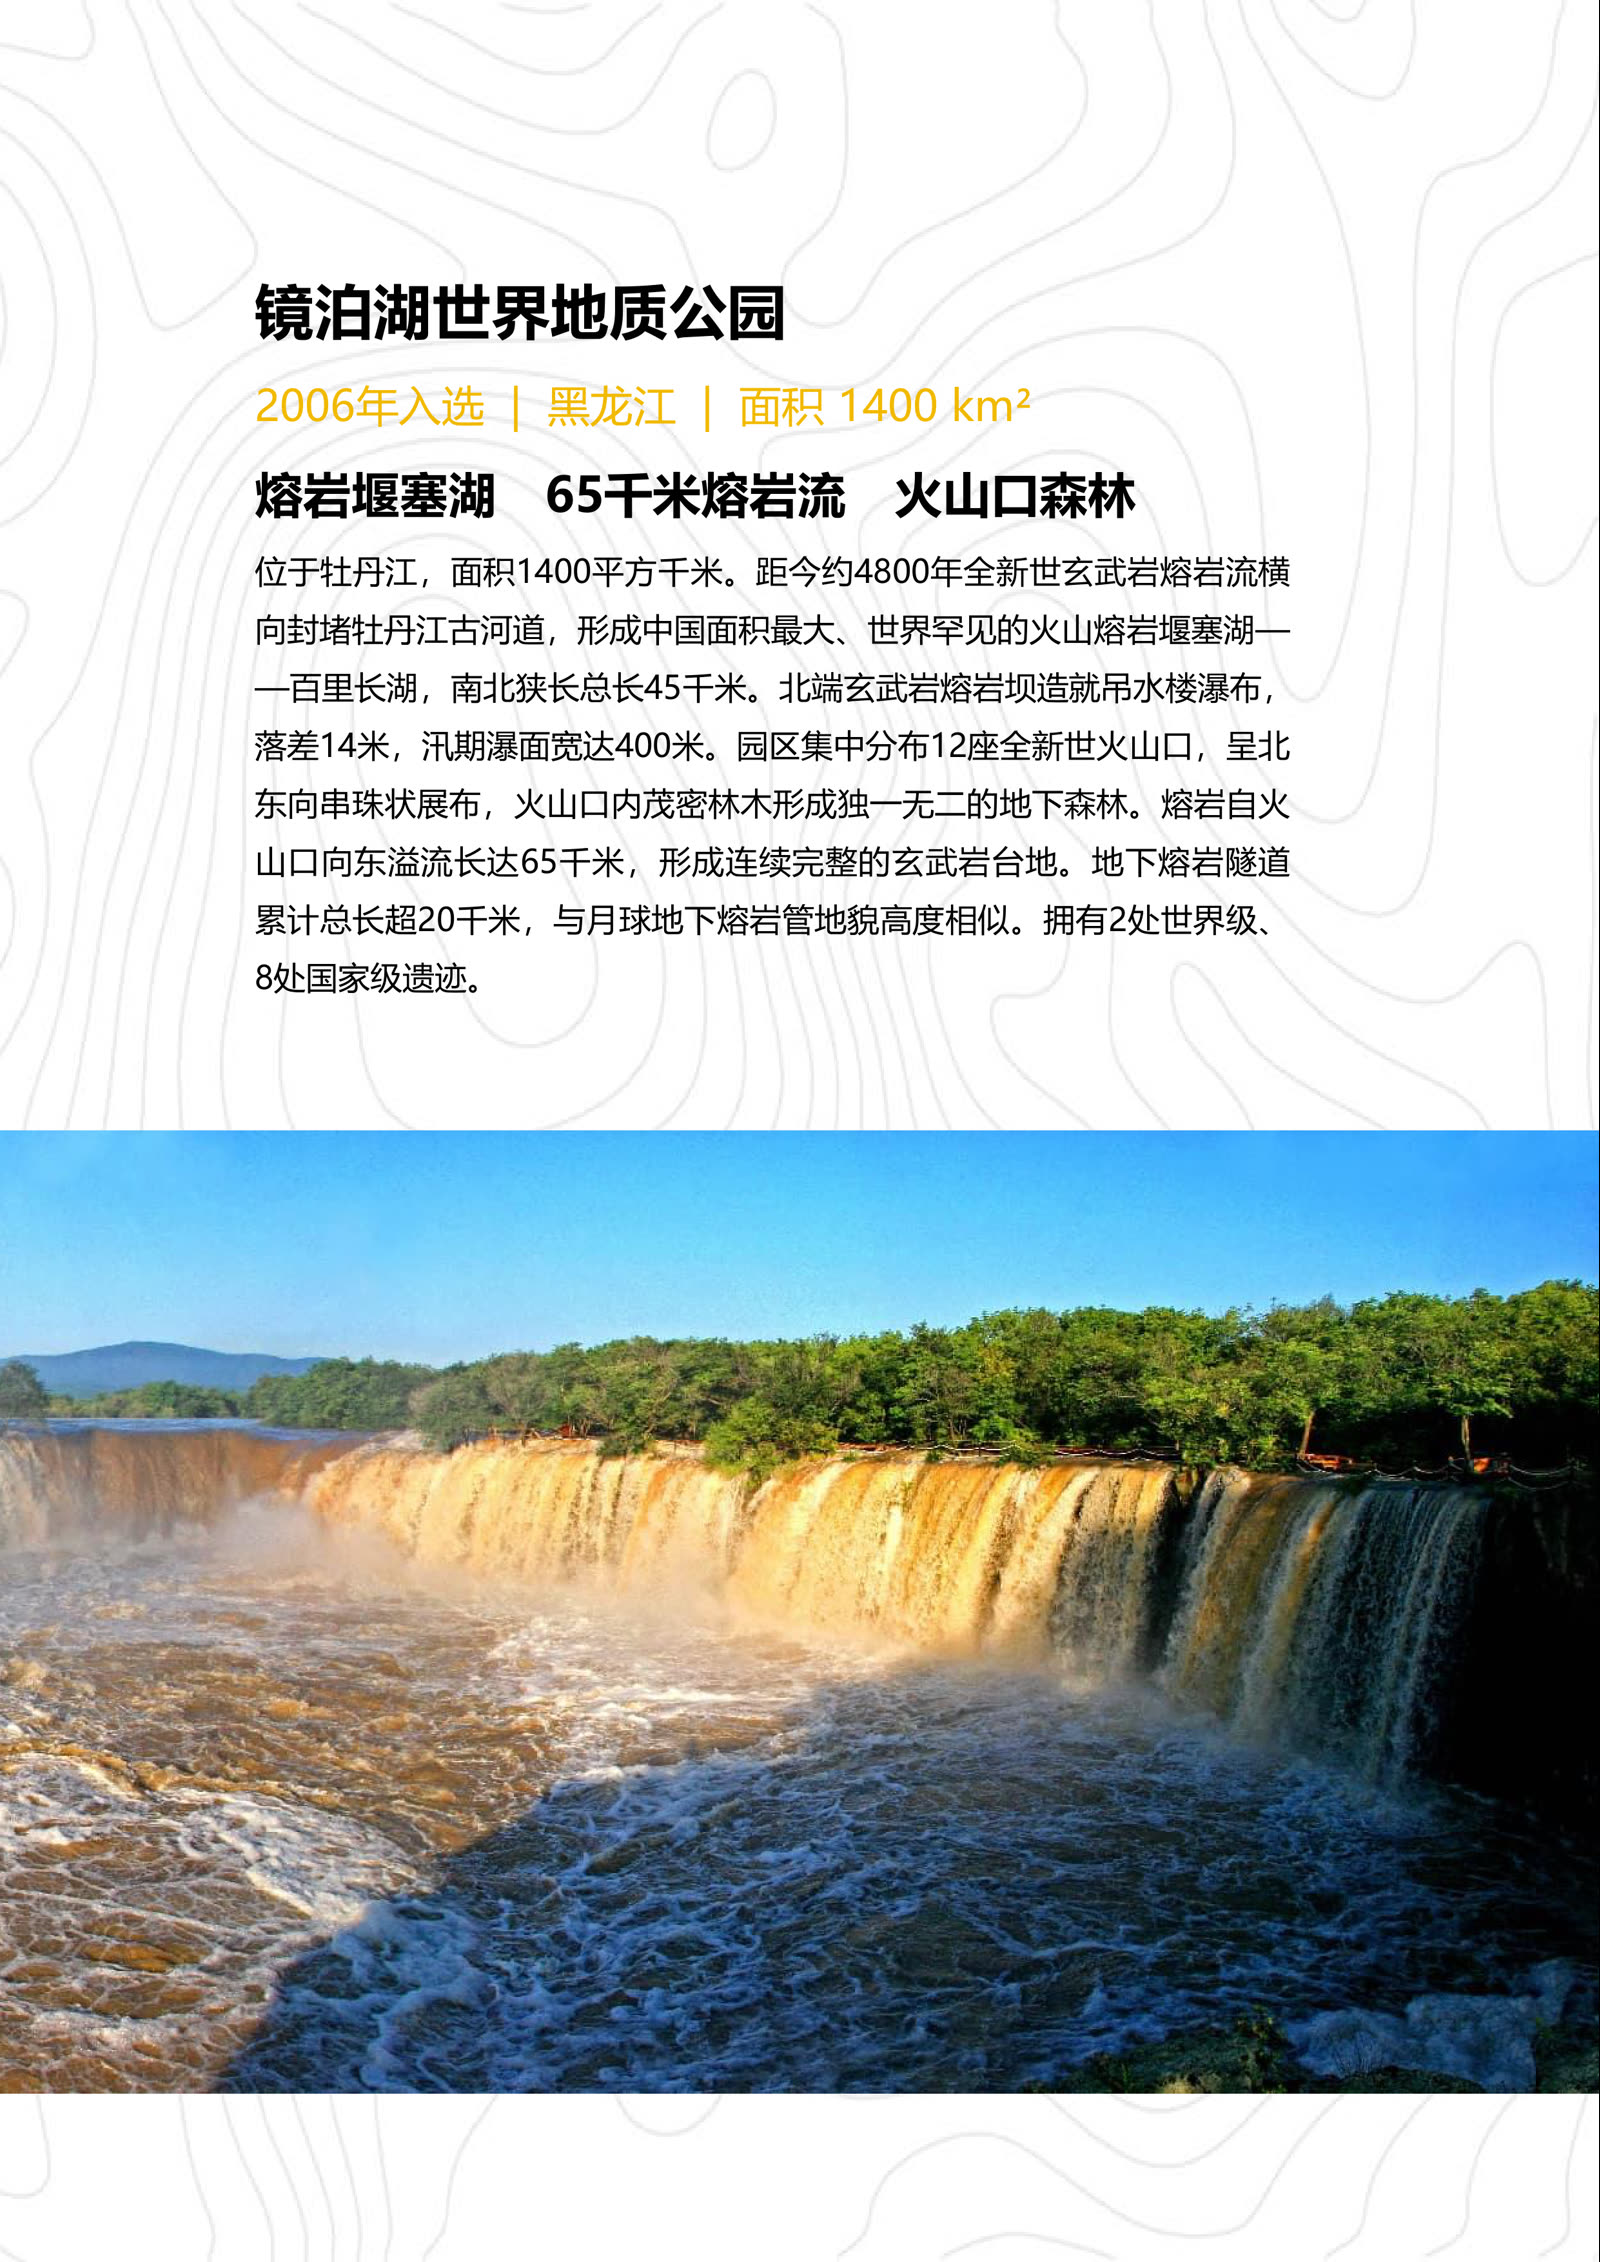 镜泊湖世界地质公园
2006年入选 | 黑龙江 | 面积 1400 km²
熔岩堰塞湖 65千米熔岩流 火山口森林
位于牡丹江，面积1400平方千米。距今约4800年全新世玄武岩熔岩流横
向封堵牡丹江古河道，形成中国面积最大、世界罕见的火山熔岩堰塞湖—
—百里长湖，南北狭长总长45千米。北端玄武岩熔岩坝造就吊水楼瀑布，
落差14米，汛期瀑面宽达400米。园区集中分布12座全新世火山口，呈北
东向串珠状展布，火山口内茂密林木形成独一无二的地下森林。熔岩自火
山口向东溢流长达65千米，形成连续完整的玄武岩台地。地下熔岩隧道
累计总长超20千米，与月球地下熔岩管地貌高度相似。拥有2处世界级、
8处国家级遗迹。